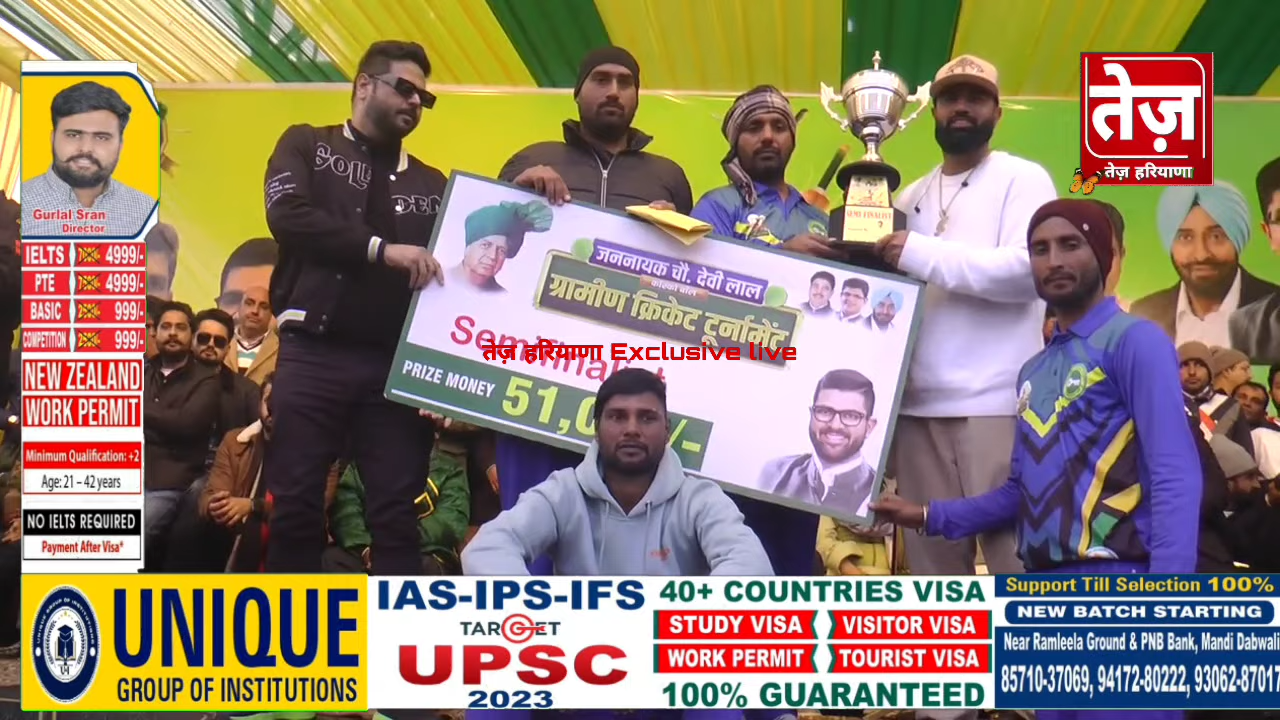 Gurlal Sran
Director
IELTS 4999/-
PTE 4999/-
BASIC 999/-
COMPETITION 999/-
NEW ZEALAND
WORK PERMIT
Minimum Qualification: +2
Age: 21 – 42 years
NO IELTS REQUIRED
Payment After Visa*
तेज़
तेज़ हरियाणा
SEMI FINALIST
जननायक चौ. देवी लाल
कॉस्को बॉल
ग्रामीण क्रिकेट टूर्नामेंट
Semifinalist
तेज़ हरियाणा Exclusive live
PRIZE MONEY 51,0 /-
UNIQUE
GROUP OF INSTITUTIONS
IAS-IPS-IFS
TARGET
UPSC
2023
40+ COUNTRIES VISA
STUDY VISA VISITOR VISA
WORK PERMIT TOURIST VISA
100% GUARANTEED
Support Till Selection 100%
NEW BATCH STARTING
Near Ramleela Ground & PNB Bank, Mandi Dabwali
85710-37069, 94172-80222, 93062-87017